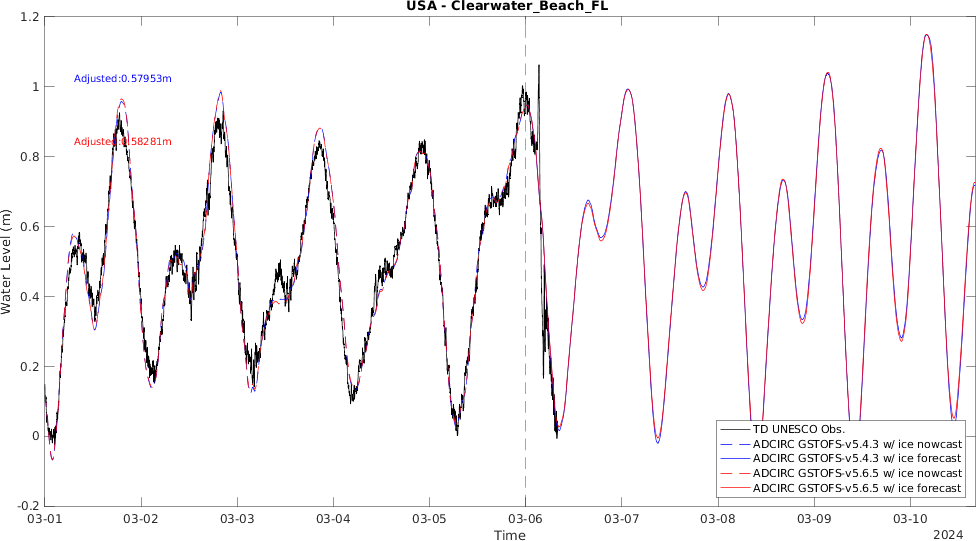 USA - Clearwater_Beach_FL
Adjusted:0.57953m
Adjusted:0.58281m
Water Level (m)
1.2
1
0.8
0.6
0.4
0.2
0
-0.2
TD UNESCO Obs.
ADCIRC GSTOFS-v5.4.3 w/ ice nowcast
ADCIRC GSTOFS-v5.4.3 w/ ice forecast
ADCIRC GSTOFS-v5.6.5 w/ ice nowcast
ADCIRC GSTOFS-v5.6.5 w/ ice forecast
03-01 03-02 03-03 03-04 03-05 03-06 03-07 03-08 03-09 03-10
Time
2024